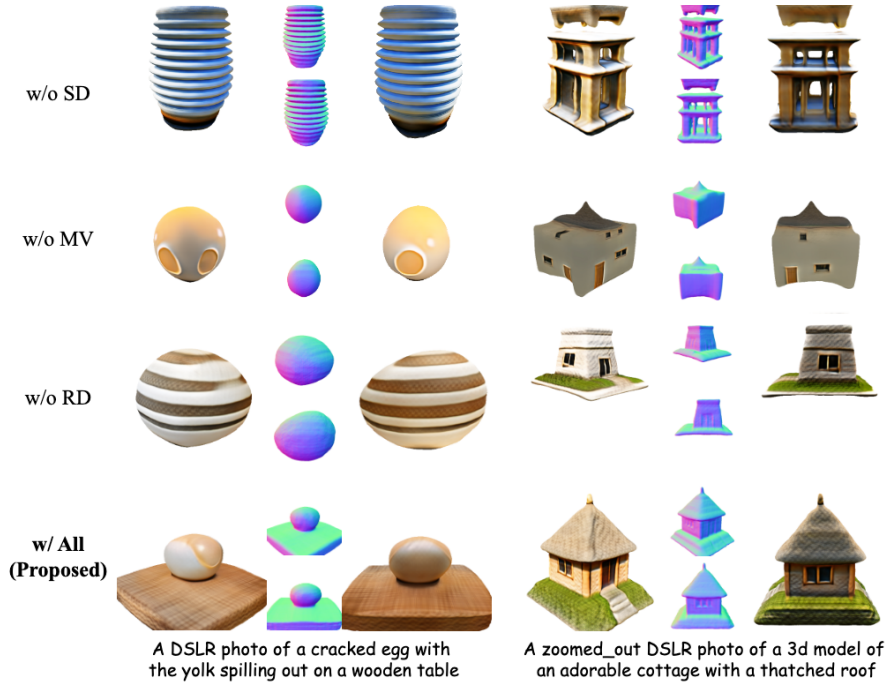 w/o SD
w/o MV
w/o RD
w/ All
(Proposed)
A DSLR photo of a cracked egg with
the yolk spilling out on a wooden table
A zoomed_out DSLR photo of a 3d model of
an adorable cottage with a thatched roof